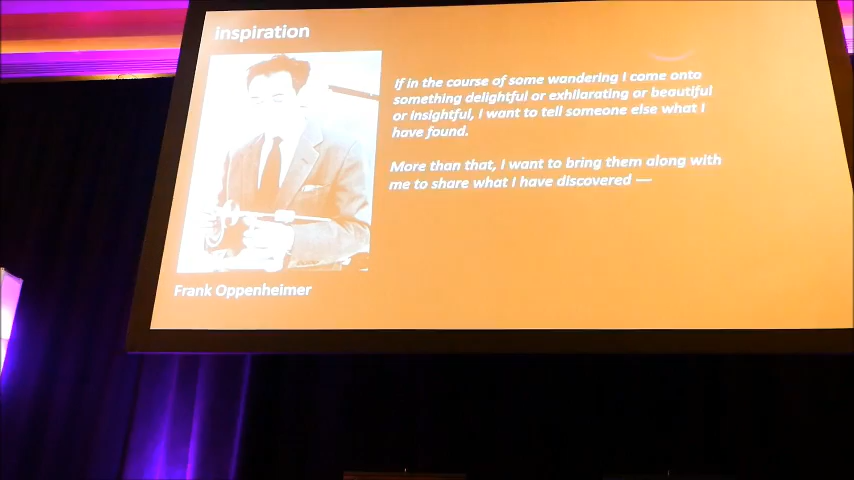 inspiration
If in the course of some wandering I come onto
something delightful or exhilarating or beautiful
or insightful, I want to tell someone else what I
have found.
More than that, I want to bring them along with
me to share what I have discovered —
Frank Oppenheimer